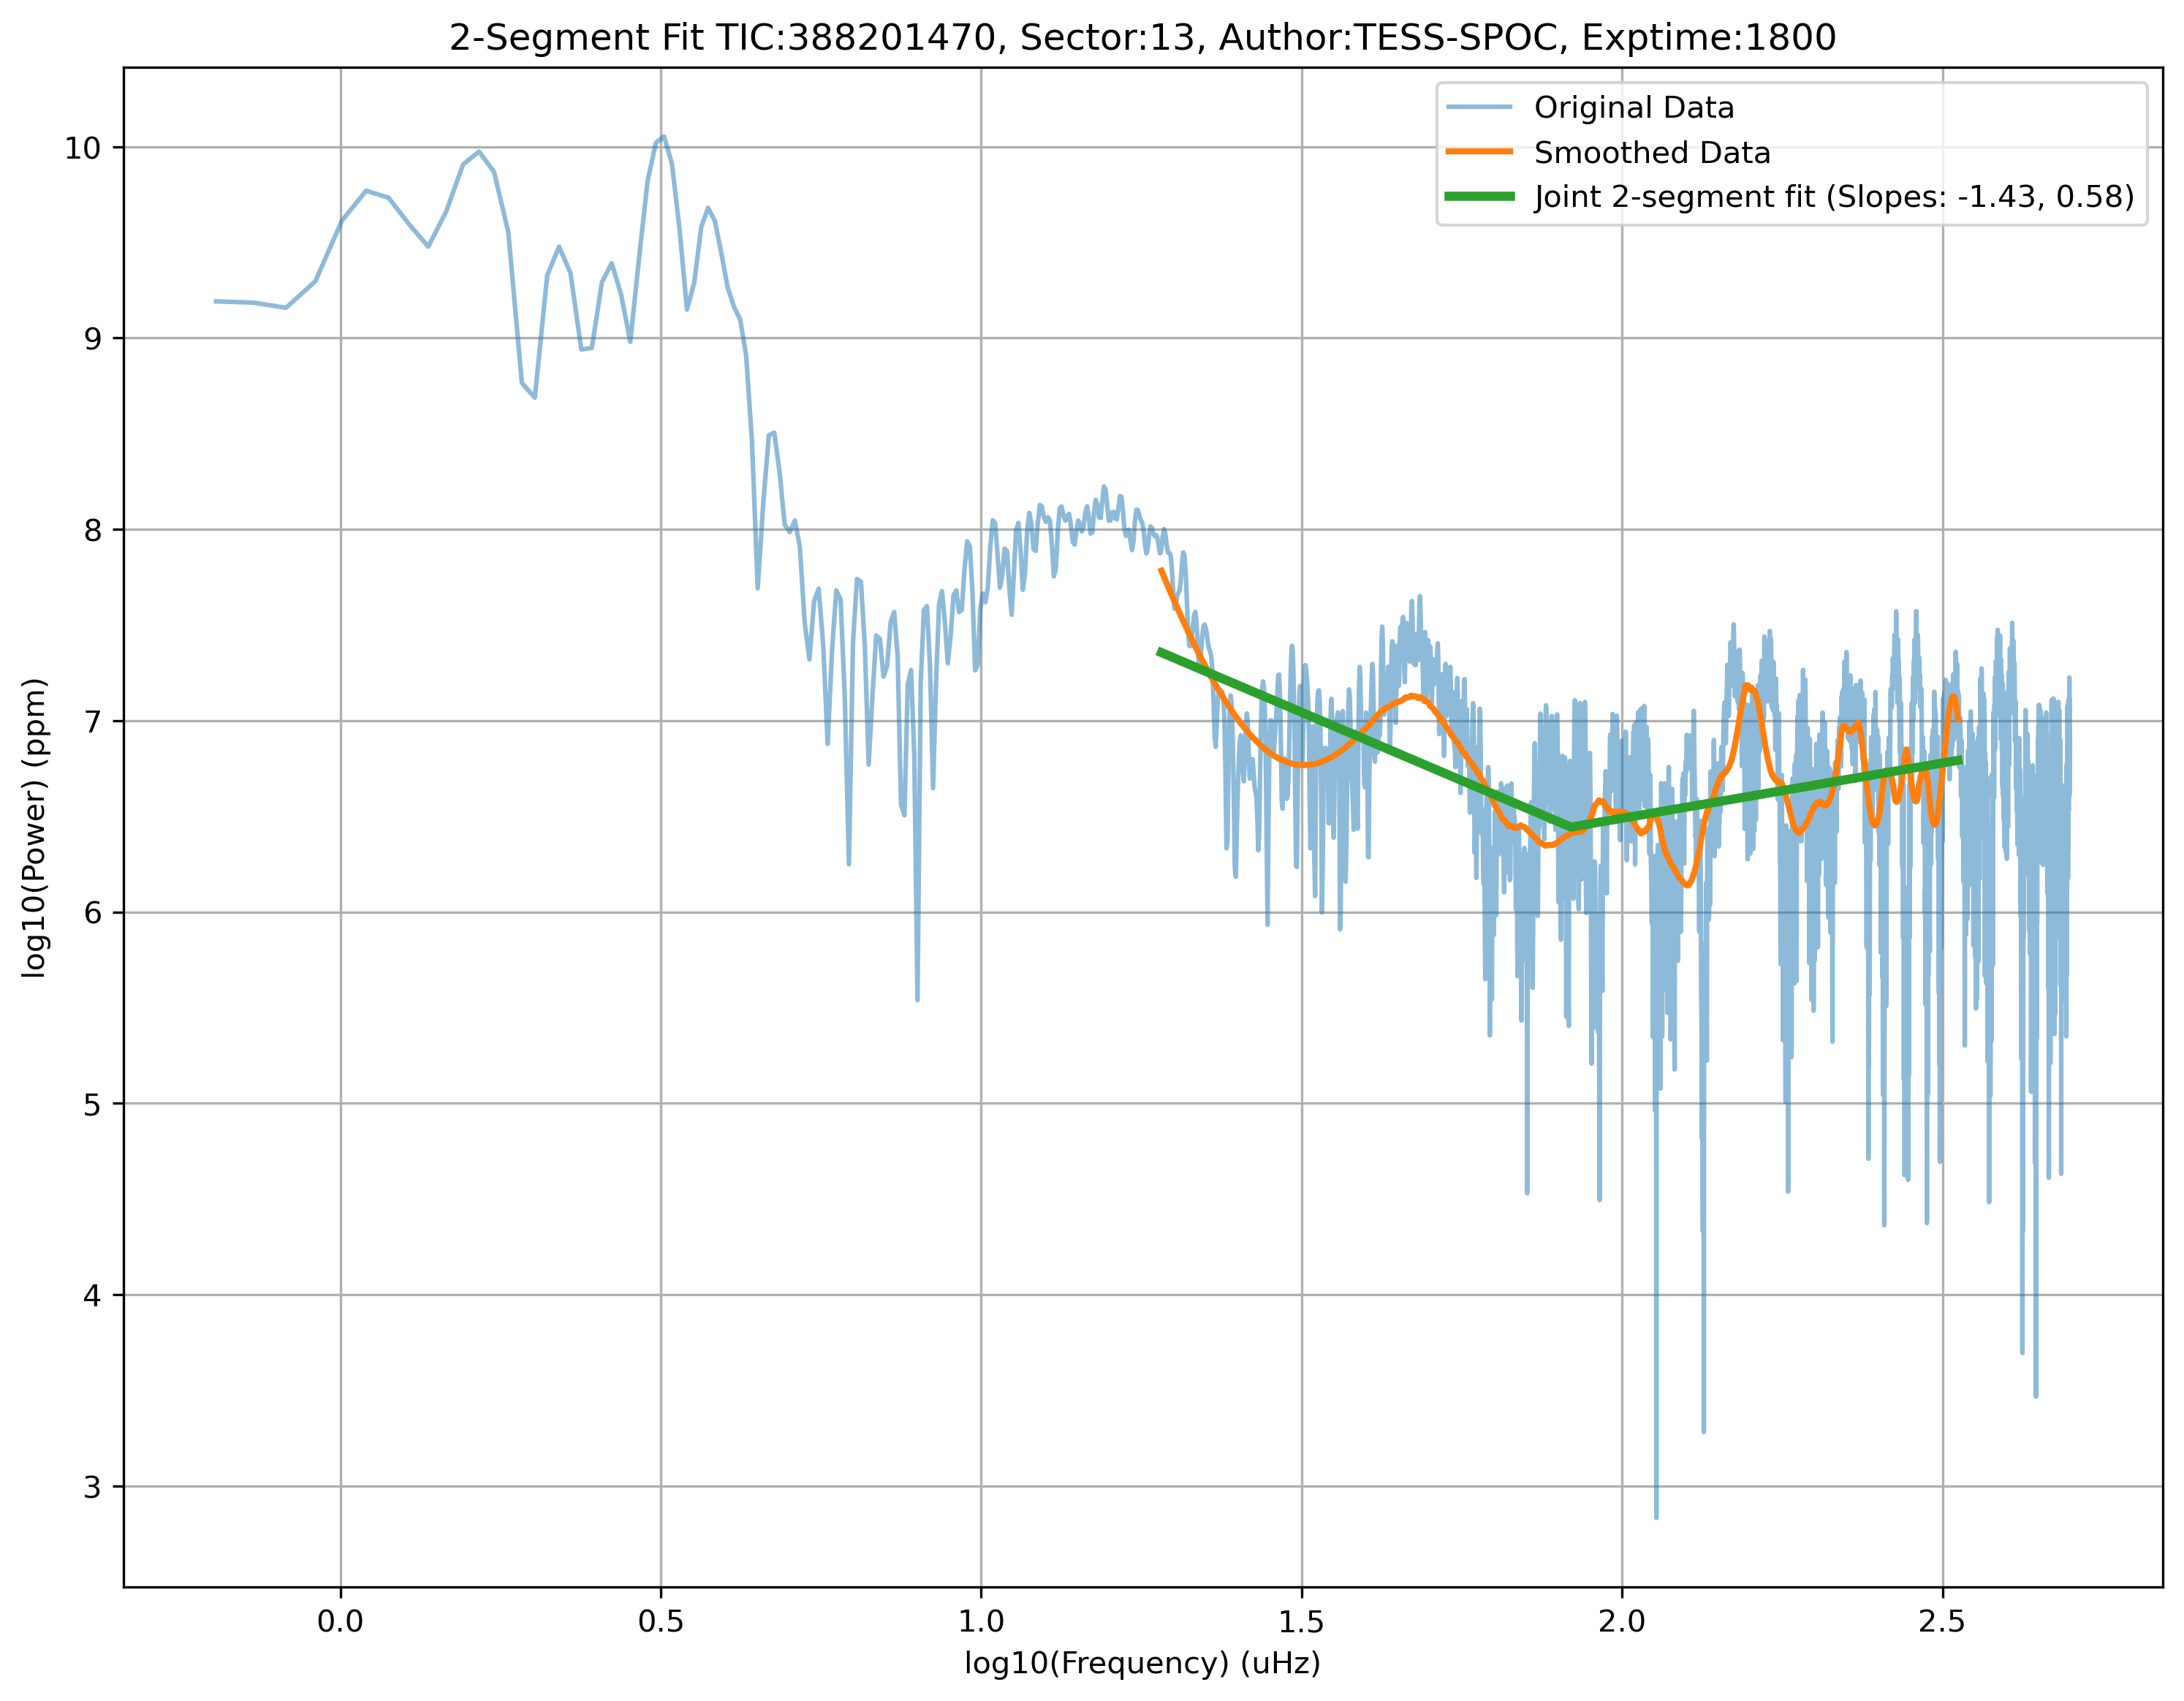 2-Segment Fit TIC:388201470, Sector:13, Author:TESS-SPOC, Exptime:1800
Original Data
Smoothed Data
Joint 2-segment fit (Slopes: -1.43, 0.58)
log10(Power) (ppm)
10
9
8
7
6
5
4
3
0.0 0.5 1.0 1.5 2.0 2.5
log10(Frequency) (uHz)